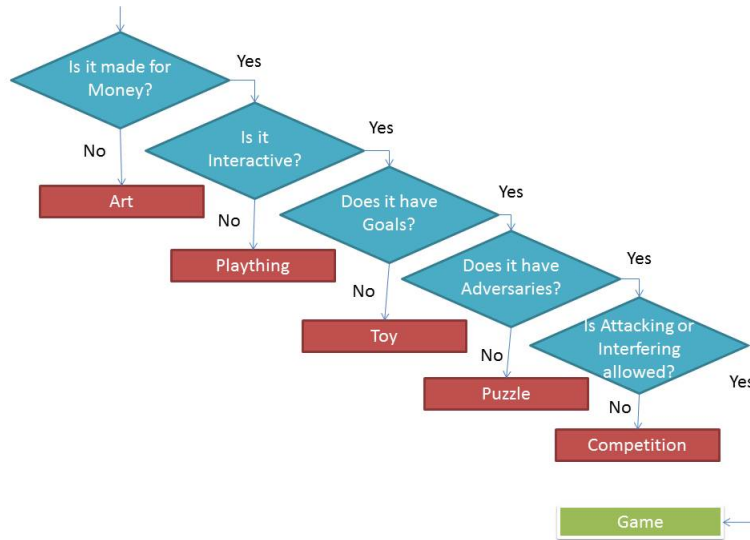 Is it made for
Money?
Yes
No
Art
Is it
Interactive?
Yes
No
Plaything
Does it have
Goals?
Yes
No
Toy
Does it have
Adversaries?
Yes
No
Puzzle
Is Attacking or
Interfering
allowed?
Yes
No
Competition
Game